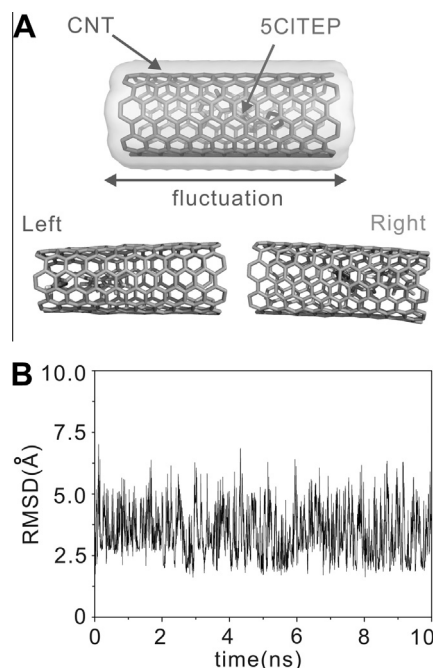 A
CNT 5CITEP
fluctuation
Left Right
B
10.0
7.5
5.0
2.5
0
RMSD(Å)
0 2 4 6 8 10
time(ns)